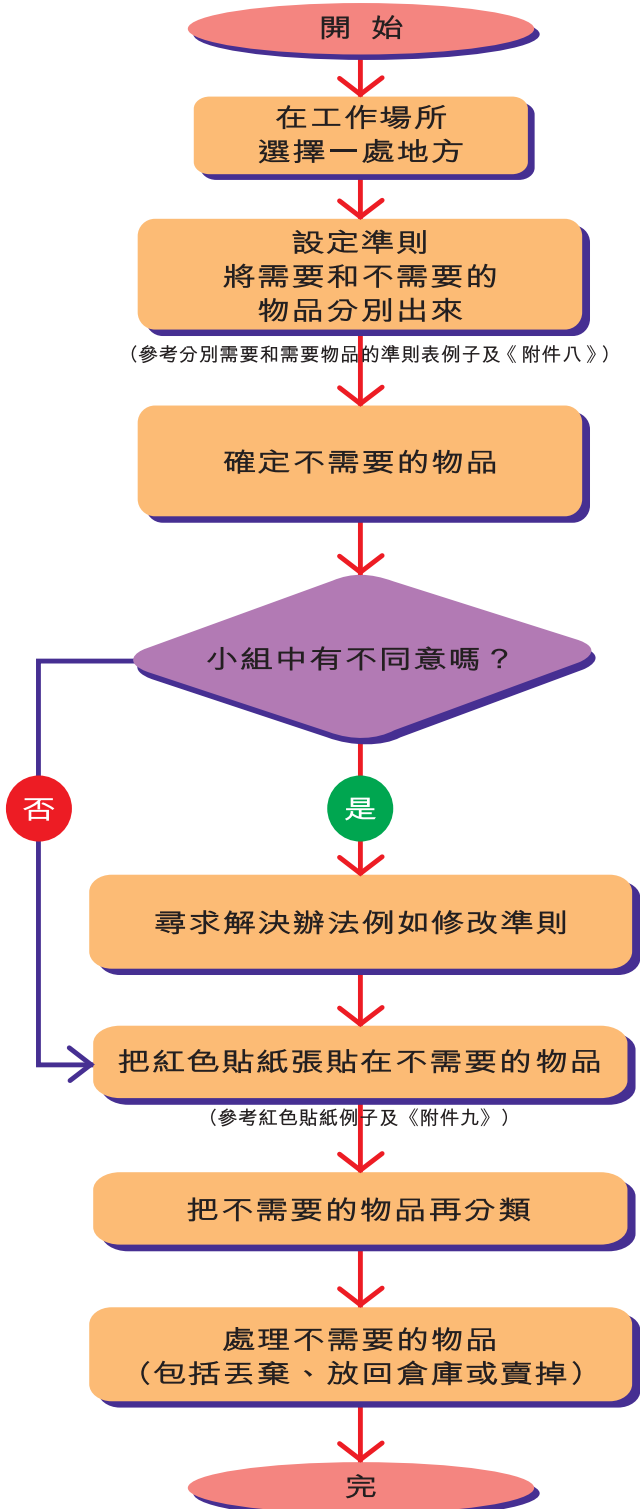 開 始
在工作場所
選擇一處地方
設定準則
將需要和不需要的
物品分別出來
（參考分別需要和需要物品的準則表例子及《附件八》）
確定不需要的物品
小組中有不同意嗎？
否
是
尋求解決辦法例如修改準則
把紅色貼紙張貼在不需要的物品
（參考紅色貼紙例子及《附件九》）
把不需要的物品再分類
處理不需要的物品
（包括丟棄、放回倉庫或賣掉）
完